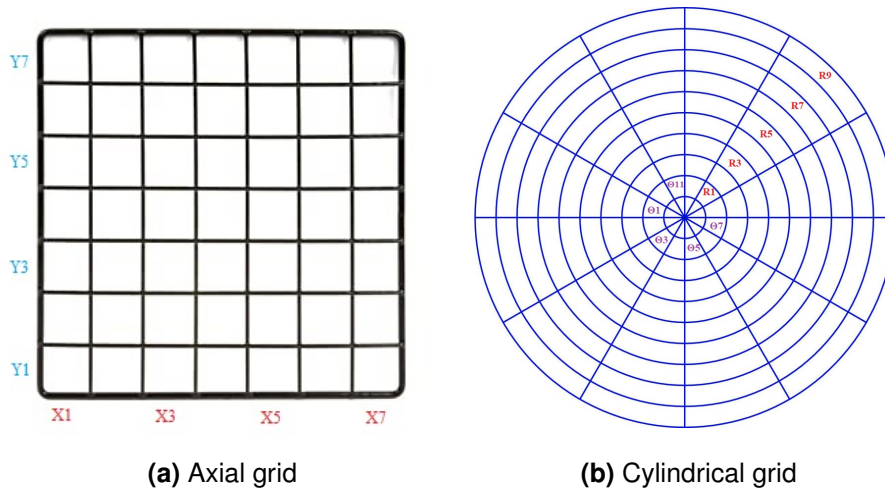 Y7
Y5
Y3
Y1
X1 X3 X5 X7
(a) Axial grid
R9
R7
R5
R3
R1
Θ11
Θ1
Θ7
Θ3
Θ5
(b) Cylindrical grid